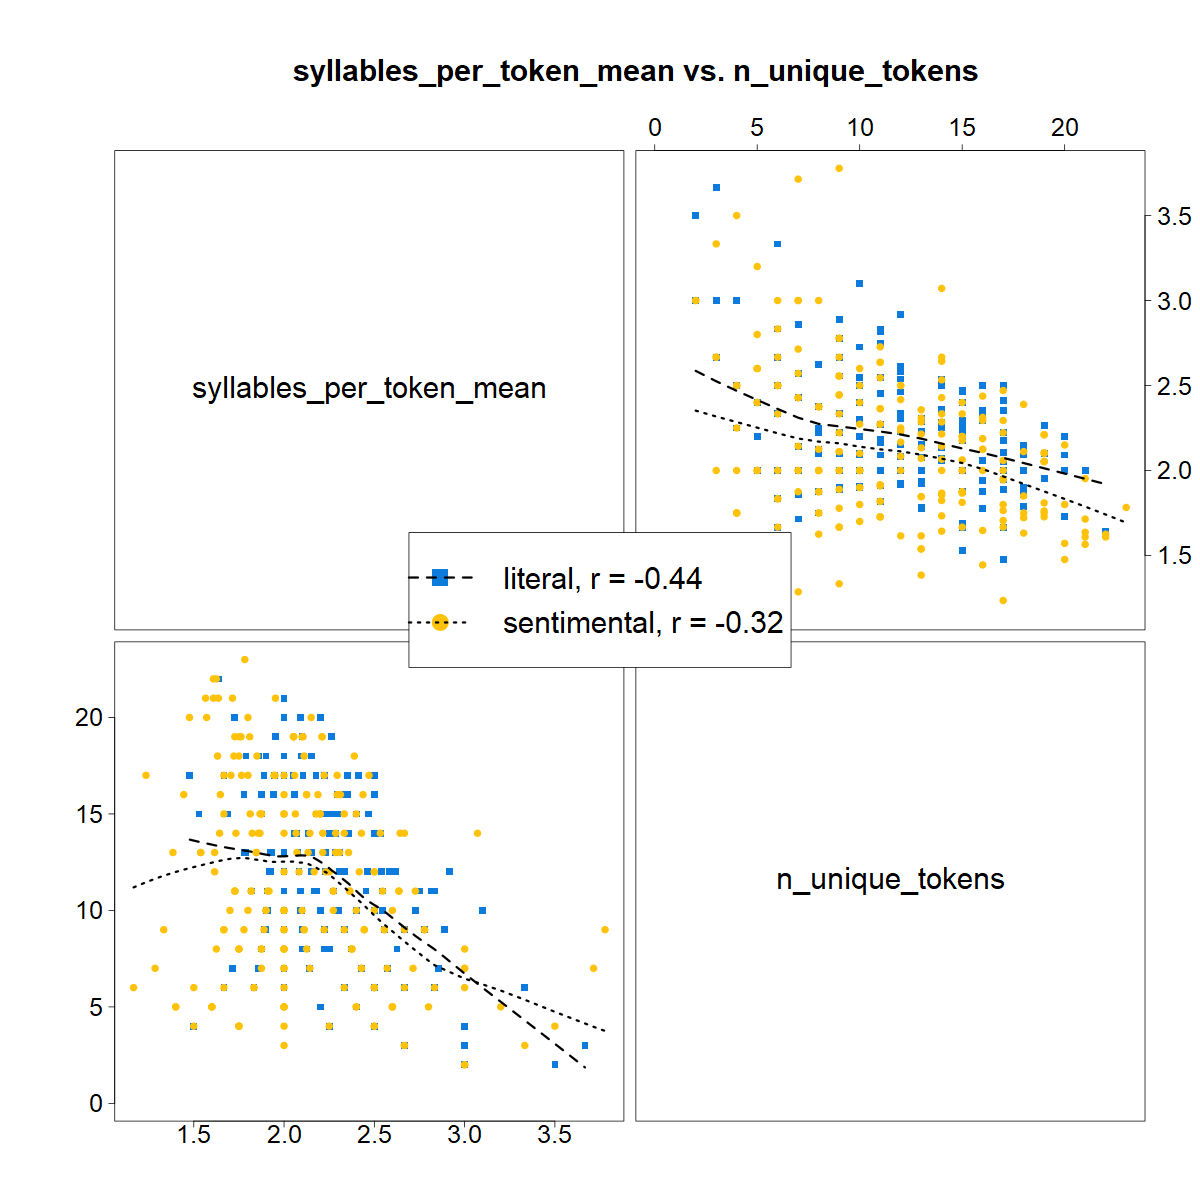 syllables_per_token_mean vs. n_unique_tokens
0 5 10 15 20
syllables_per_token_mean
3.5
3.0
2.5
2.0
1.5
literal, r = -0.44
sentimental, r = -0.32
20
15
10
5
0
n_unique_tokens
1.5 2.0 2.5 3.0 3.5